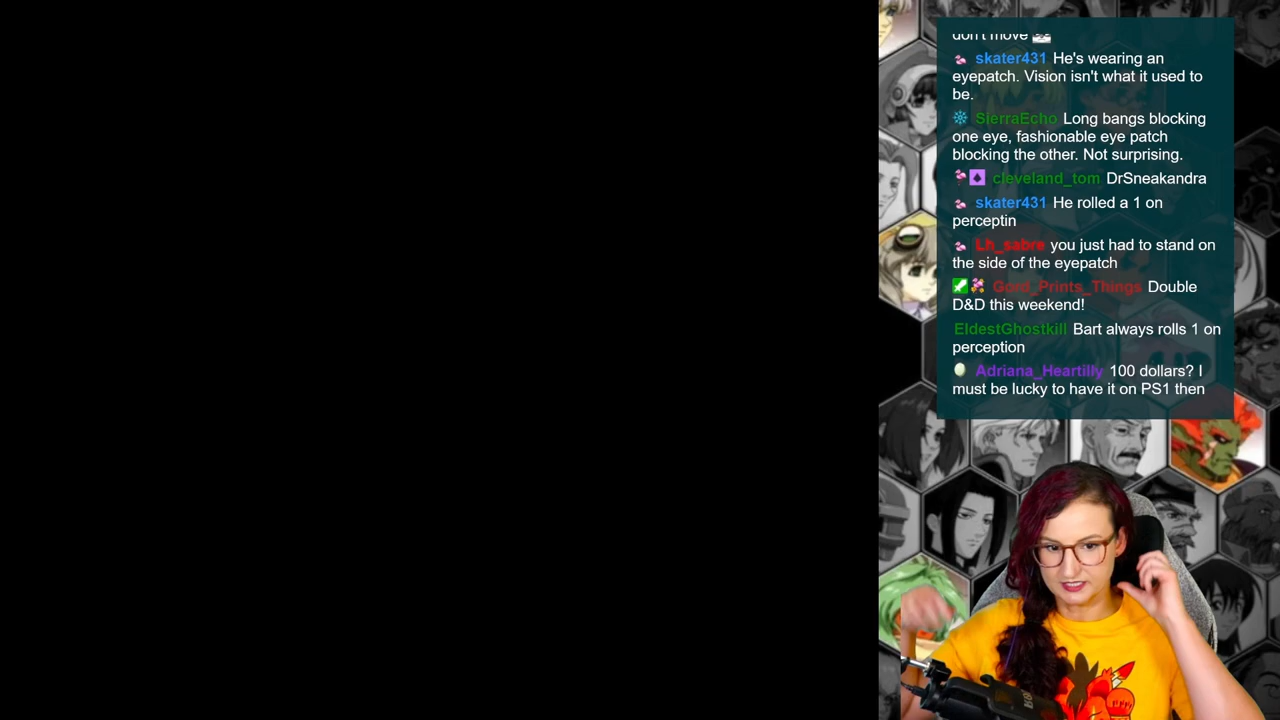 don't move
skater431 He's wearing an
eyepatch. Vision isn't what it used to
be.
SierraEcho Long bangs blocking
one eye, fashionable eye patch
blocking the other. Not surprising.
cleveland_tom DrSneakandra
skater431 He rolled a 1 on
perceptin
Lh_sabre you just had to stand on
the side of the eyepatch
Gord_Prints_Things Double
D&D this weekend!
EldestGhostkill Bart always rolls 1 on
perception
Adriana_Heartilly 100 dollars? I
must be lucky to have it on PS1 then